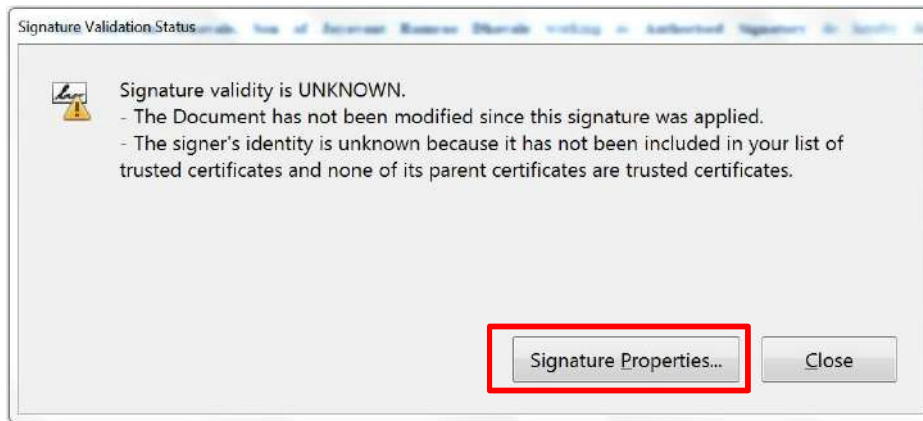 Signature Validation Status
Signature validity is UNKNOWN.
- The Document has not been modified since this signature was applied.
- The signer's identity is unknown because it has not been included in your list of
trusted certificates and none of its parent certificates are trusted certificates.
Signature Properties...
Close